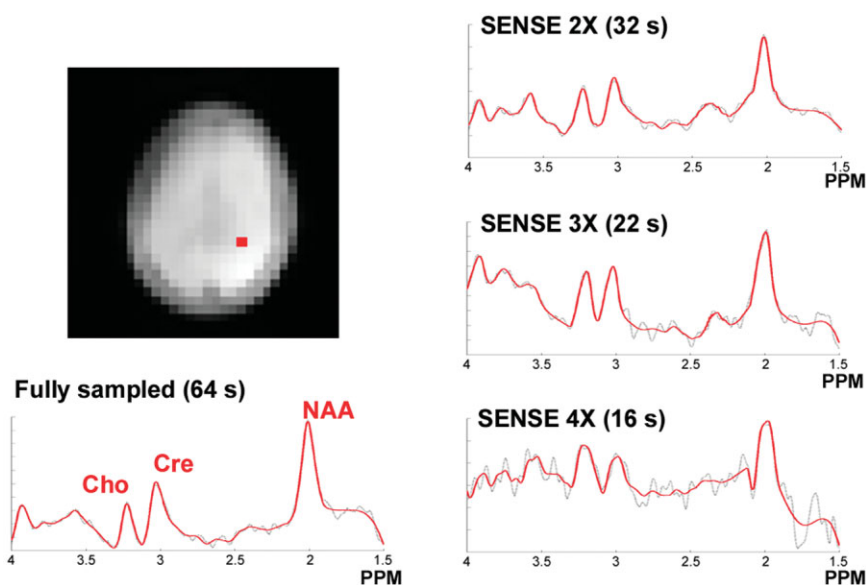 SENSE 2X (32 s)
4 3.5 3 2.5 2 1.5
PPM
SENSE 3X (22 s)
4 3.5 3 2.5 2 1.5
PPM
Fully sampled (64 s)
NAA
Cre
Cho
4 3.5 3 2.5 2 1.5
PPM
SENSE 4X (16 s)
4 3.5 3 2.5 2 1.5
PPM